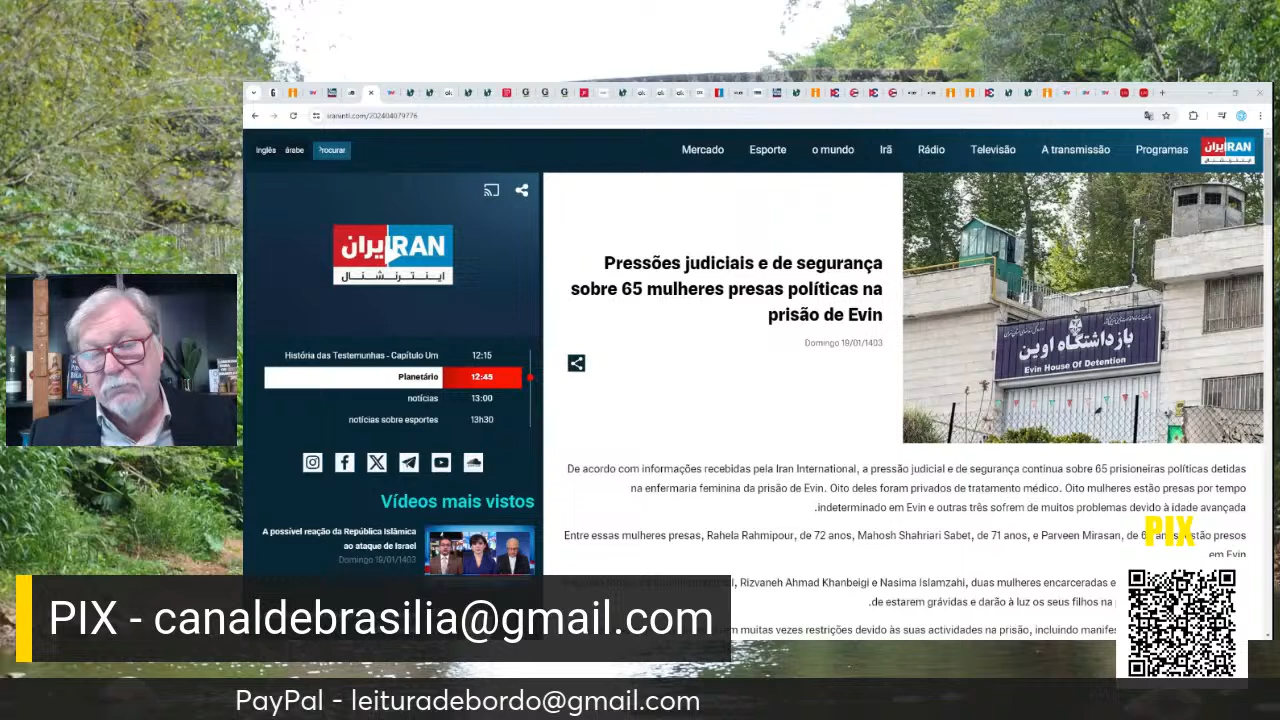 iranintl.com/202404079776
Inglês árabe Procurar
Mercado Esporte o mundo Irã Rádio Televisão A transmissão Programas
ایران IRAN
اینترنشنال
ایران IRAN
اینترنشنال
Pressões judiciais e de segurança
sobre 65 mulheres presas políticas na
prisão de Evin
Domingo 19/01/1403
بازداشتگاه اوین
Evin House Of Detention
História das Testemunhas - Capítulo Um 12:15
Planetário 12:45
notícias 13:00
notícias sobre esportes 13h30
Vídeos mais vistos
A possível reação da República Islâmica
ao ataque de Israel
Domingo 19/01/1403
De acordo com informações recebidas pela Iran International, a pressão judicial e de segurança continua sobre 65 prisioneiras políticas detidas
na enfermaria feminina da prisão de Evin. Oito deles foram privados de tratamento médico. Oito mulheres estão presas por tempo
.indeterminado em Evin e outras três sofrem de muitos problemas devido à idade avançada
Entre essas mulheres presas, Rahela Rahmipour, de 72 anos, Mahosh Shahriari Sabet, de 71 anos, e Parveen Mirasan, de
presos
em Evin
, Rizvaneh Ahmad Khanbeigi e Nasima Islamzahi, duas mulheres encarceradas e
.de estarem grávidas e darão à luz os seus filhos na
muitas vezes restrições devido às suas actividades na prisão, incluindo
PIX
PIX - canaldebrasilia@gmail.com
PayPal - leituradebordo@gmail.com